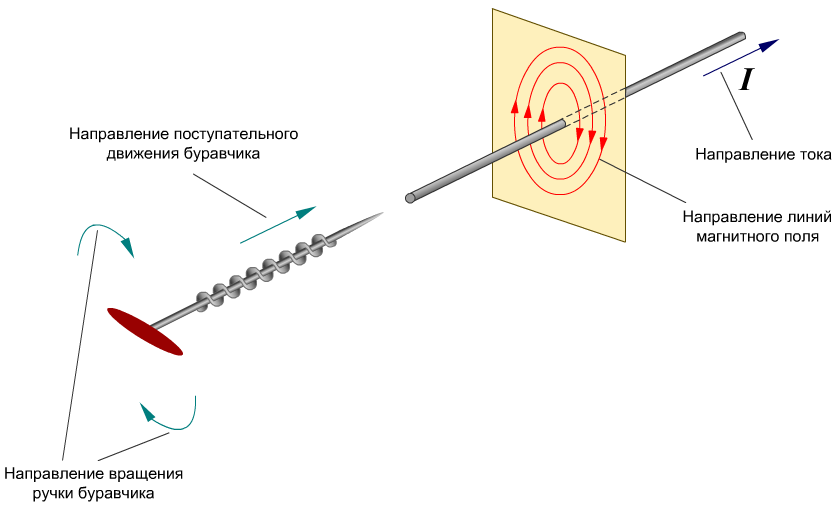 I
Направление тока
Направление поступательного
движения буравчика
Направление линий
магнитного поля
Направление вращения
ручки буравчика